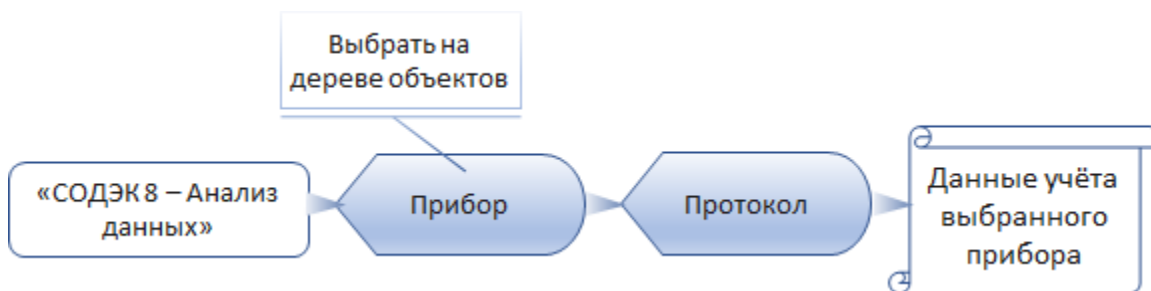 Выбрать на
дереве объектов
«СОДЭК 8 – Анализ
данных»
Прибор
Протокол
Данные учёта
выбранного
прибора